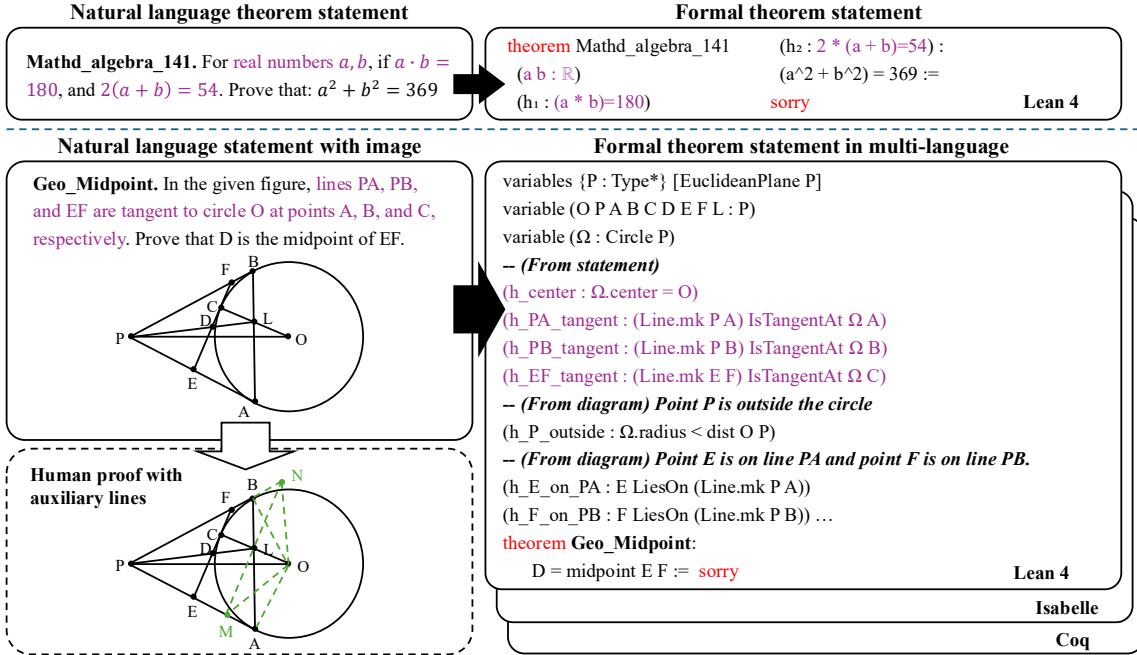 Natural language theorem statement
Formal theorem statement
Mathd_algebra_141. For real numbers 𝑎, 𝑏, if 𝑎 · 𝑏 =
180, and 2(𝑎 + 𝑏) = 54. Prove that: 𝑎² + 𝑏² = 369
theorem Mathd_algebra_141
(a b : ℝ)
(h₁ : (a * b)=180)
(h₂ : 2 * (a + b)=54) :
(a^2 + b^2) = 369 :=
sorry
Lean 4
Natural language statement with image
Formal theorem statement in multi-language
Geo_Midpoint. In the given figure, lines PA, PB,
and EF are tangent to circle O at points A, B, and C,
respectively. Prove that D is the midpoint of EF.
B
F
C
L
D
P
O
E
A
Human proof with
auxiliary lines
N
B
F
C
L
D
P
O
E
M
A
variables {P : Type*} [EuclideanPlane P]
variable (O P A B C D E F L : P)
variable (Ω : Circle P)
-- (From statement)
(h_center : Ω.center = O)
(h_PA_tangent : (Line.mk P A) IsTangentAt Ω A)
(h_PB_tangent : (Line.mk P B) IsTangentAt Ω B)
(h_EF_tangent : (Line.mk E F) IsTangentAt Ω C)
-- (From diagram) Point P is outside the circle
(h_P_outside : Ω.radius < dist O P)
-- (From diagram) Point E is on line PA and point F is on line PB.
(h_E_on_PA : E LiesOn (Line.mk P A))
(h_F_on_PB : F LiesOn (Line.mk P B)) …
theorem Geo_Midpoint:
D = midpoint E F := sorry
Lean 4
Isabelle
Coq